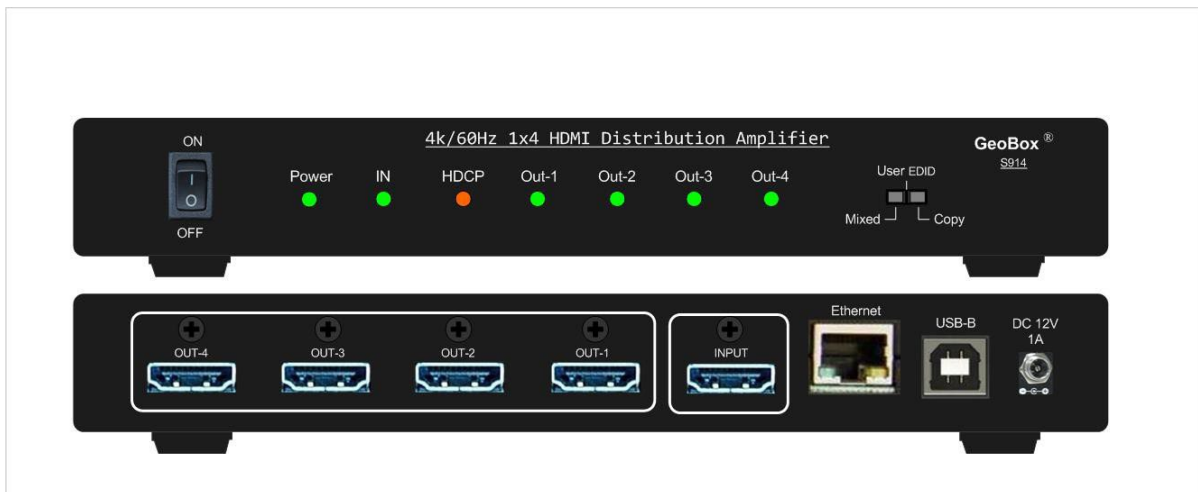 4k/60Hz 1x4 HDMI Distribution Amplifier
ON
OFF
Power IN HDCP Out-1 Out-2 Out-3 Out-4
GeoBox ®
S914
User EDID
Mixed Copy
OUT-4 OUT-3 OUT-2 OUT-1 INPUT
Ethernet
USB-B
DC 12V
1A